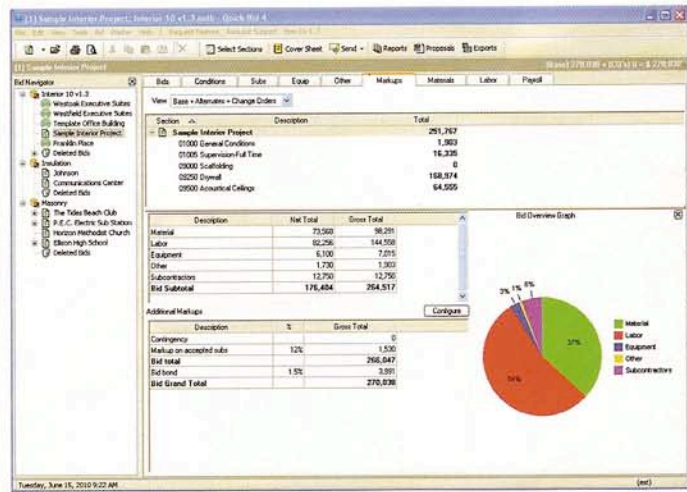 (1) Sample Interior Project: Interior 10 v1.3.mdb - Quick Bid 4
Select Sections Cover Sheet Send Reports Proposals Exports
(1) Sample Interior Project
Bid Navigator
Interior 10 v1.3
Westoak Executive Suites
Westfield Executive Suites
Template Office Building
Sample Interior Project
Franklin Place
Deleted Bids
Insulation
Johnson
Communications Center
Deleted Bids
Masonry
The Tides Beach Club
P.E.C. Electric Sub Station
Horizon Methodist Church
Ellison High School
Deleted Bids
Bids Conditions Subs Equip Other Markups Materials Labor Payroll
View Base + Alternates + Change Orders
Section Description Total
Sample Interior Project 251,767
01000 General Conditions 1,903
01005 Supervision-Full Time 16,335
09000 Scaffolding 0
09250 Drywall 168,974
09500 Acoustical Ceilings 64,555
Description Net Total Gross Total
Material 73,568 98,291
Labor 82,256 144,558
Equipment 6,100 7,015
Other 1,730 1,903
Subcontractors 12,750 12,750
Bid Subtotal 176,404 264,517
Additional Markups Configure
Description % Gross Total
Contingency 0
Markup on accepted subs 12% 1,530
Bid total 266,047
Bid bond 1.5% 3,991
Bid Grand Total 270,038
Bid Overview Graph
3% 1% 5%
37%
Material
Labor
Equipment
Other
Subcontractors
Tuesday, June 15, 2010 9:22 AM (est)